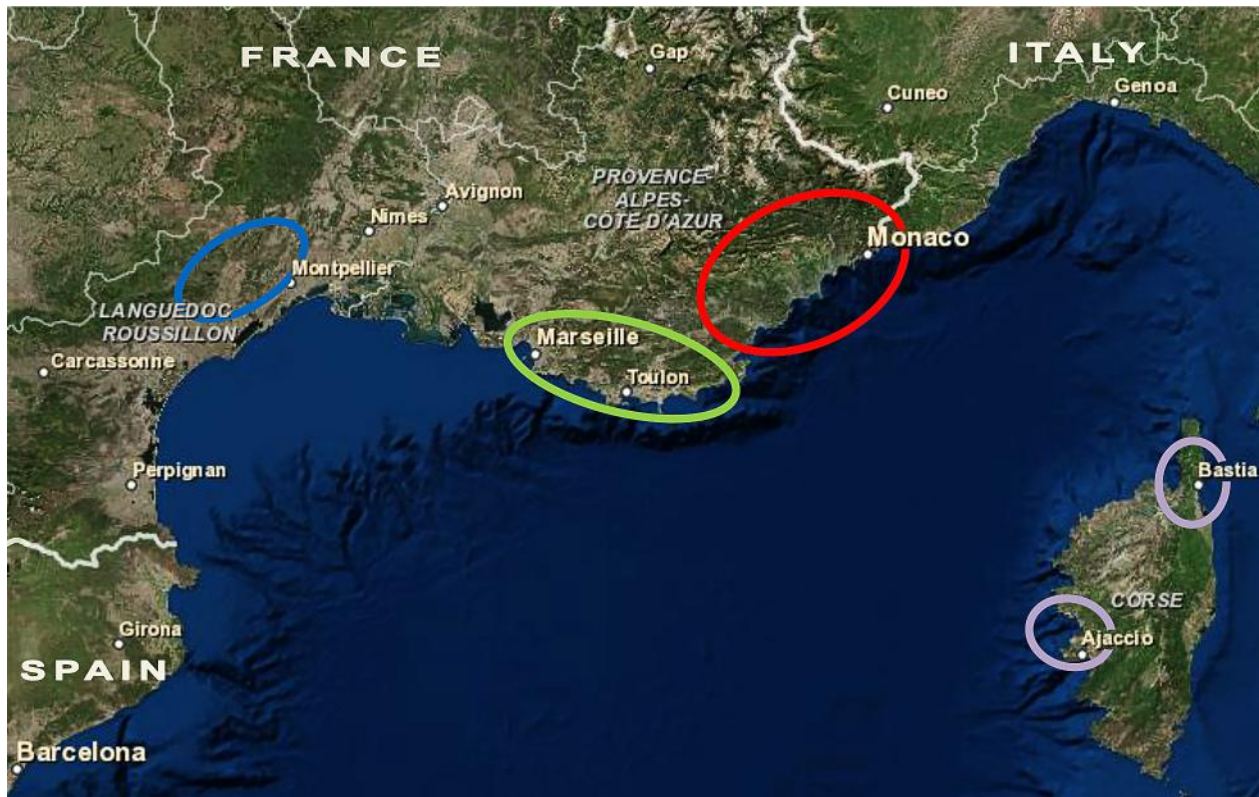 FRANCE
ITALY
Gap
Genoa
Cuneo
PROVENCE-
ALPES-
CÔTE D'AZUR
Avignon
Nimes
Monaco
Montpellier
LANGUEDOC
ROUSSILLON
Marseille
Carcassonne
Toulon
Perpignan
Bastia
CORSE
Girona
Ajaccio
SPAIN
Barcelona